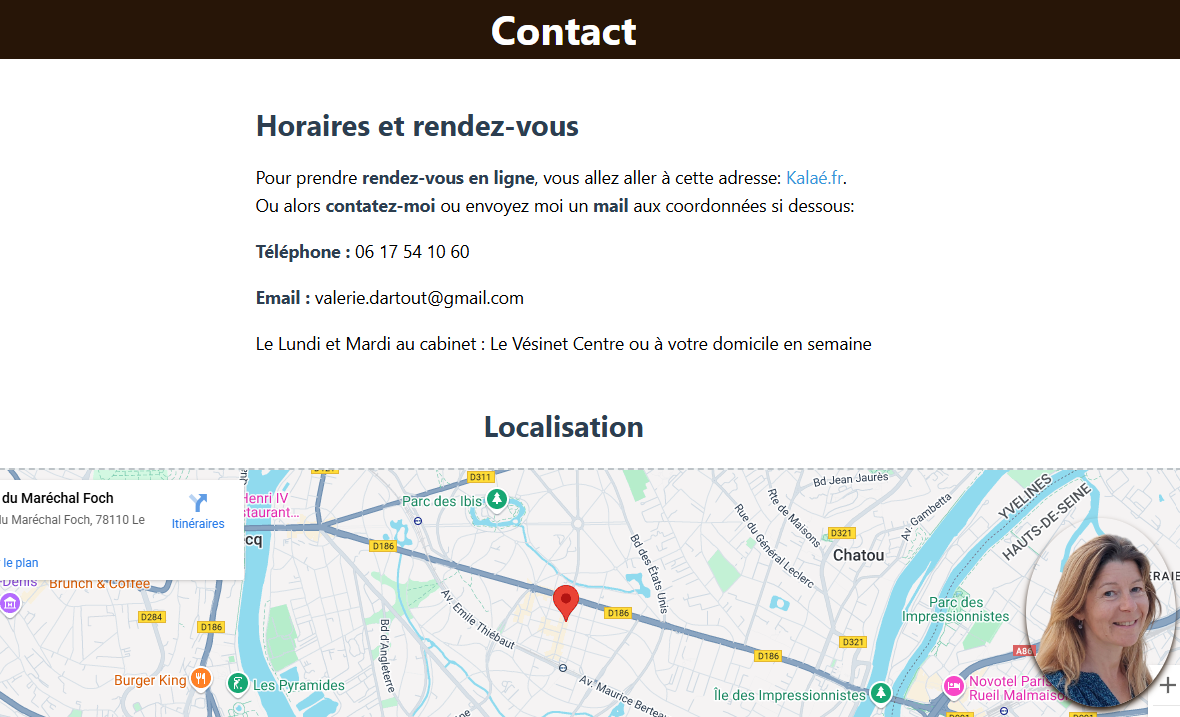 Contact
Horaires et rendez-vous
Pour prendre rendez-vous en ligne, vous allez aller à cette adresse: Kalaé.fr.
Ou alors contatez-moi ou envoyez moi un mail aux coordonnées si dessous:
Téléphone : 06 17 54 10 60
Email : valerie.dartout@gmail.com
Le Lundi et Mardi au cabinet : Le Vésinet Centre ou à votre domicile en semaine
Localisation
du Maréchal Foch
du Maréchal Foch, 78110 Le
Itinéraires
le plan
Henri IV
staurant...
cq
Denis
Brunch & Coffee
D284
D186
Burger King
Les Pyramides
D311
Parc des Ibis
D186
Av. Emile Thiébaut
Bd d'Angleterre
Bd des États Unis
D186
Av. Maurice Berteaux
D186
Rte de Maisons
Rue du Général Leclerc
Bd Jean Jaurès
D321
Chatou
Av. Gambetta
YVELINES
HAUTS-DE-SEINE
Parc des
Impressionnistes
D321
A86
Île des Impressionnistes
Novotel Paris
Rueil Malmaiso
ERAIE